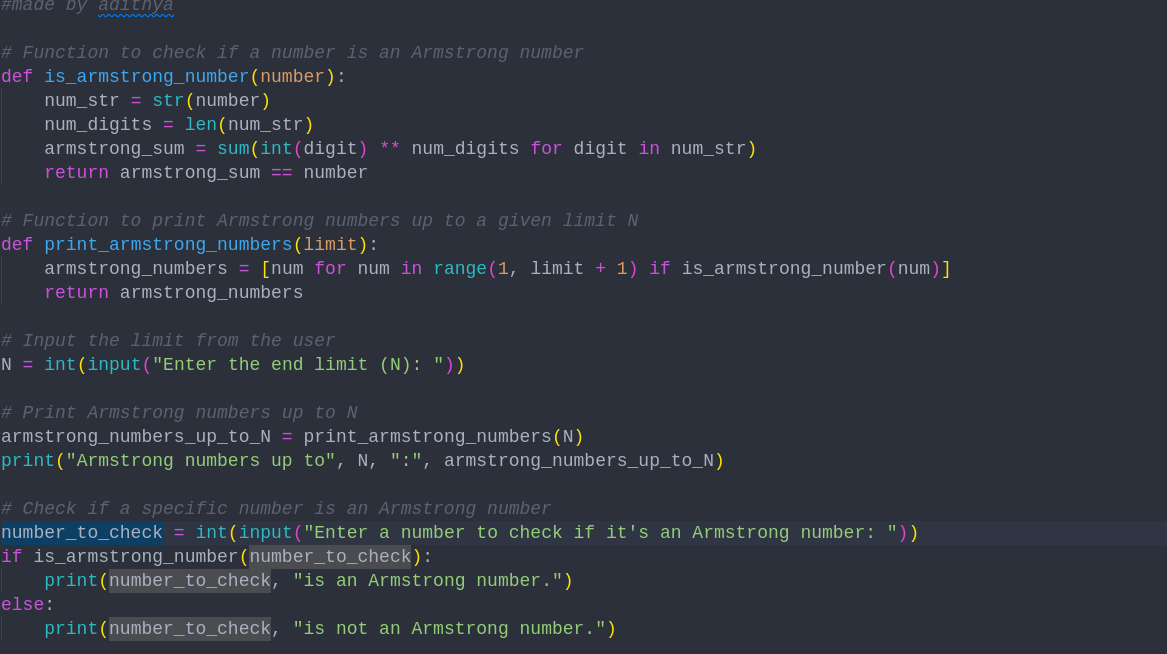 #made by adithya
# Function to check if a number is an Armstrong number
def is_armstrong_number(number):
    num_str = str(number)
    num_digits = len(num_str)
    armstrong_sum = sum(int(digit) ** num_digits for digit in num_str)
    return armstrong_sum == number
# Function to print Armstrong numbers up to a given limit N
def print_armstrong_numbers(limit):
    armstrong_numbers = [num for num in range(1, limit + 1) if is_armstrong_number(num)]
    return armstrong_numbers
# Input the limit from the user
N = int(input("Enter the end limit (N): "))
# Print Armstrong numbers up to N
armstrong_numbers_up_to_N = print_armstrong_numbers(N)
print("Armstrong numbers up to", N, ":", armstrong_numbers_up_to_N)
# Check if a specific number is an Armstrong number
number_to_check = int(input("Enter a number to check if it's an Armstrong number: "))
if is_armstrong_number(number_to_check):
    print(number_to_check, "is an Armstrong number.")
else:
    print(number_to_check, "is not an Armstrong number.")